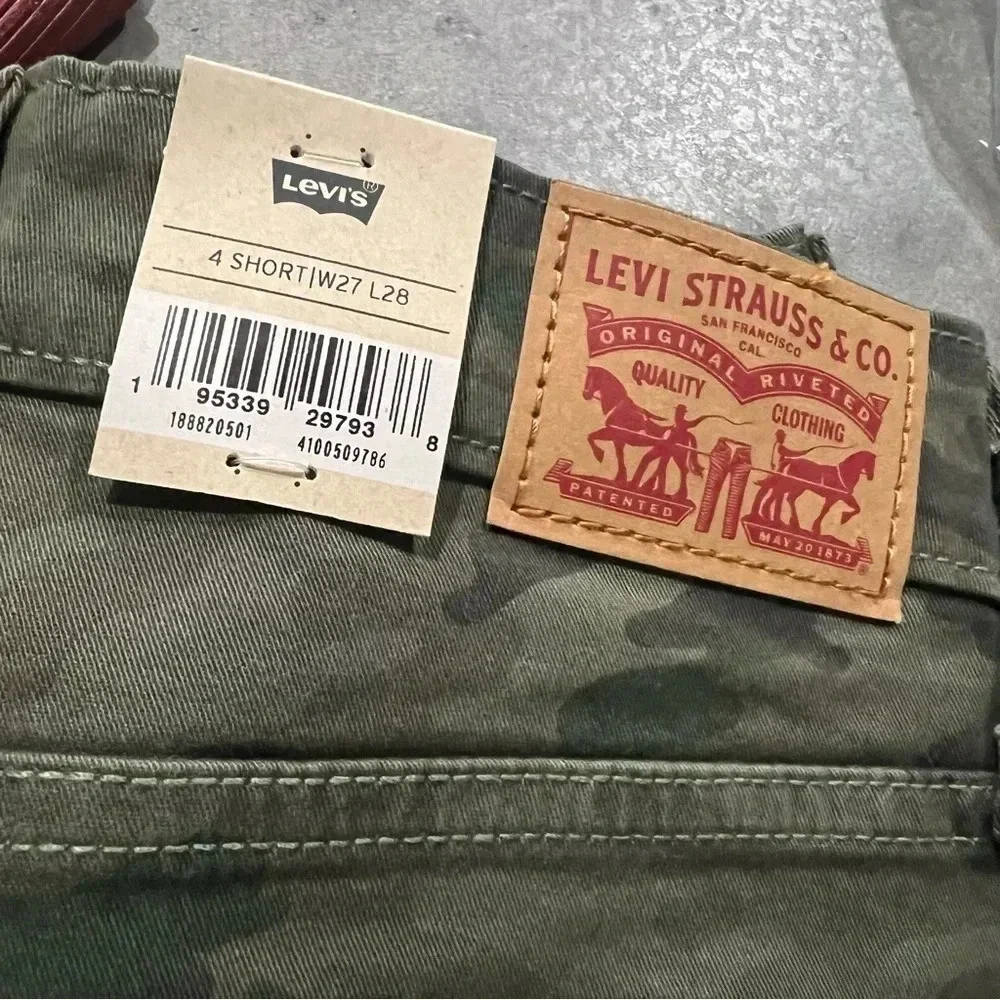 Levi's®
4 SHORT|W27 L28
1 95339 29793 8
188820501 4100509786
LEVI STRAUSS & CO.
SAN FRANCISCO
CAL.
ORIGINAL RIVETED
QUALITY CLOTHING
PATENTED MAY 20 1873 ®